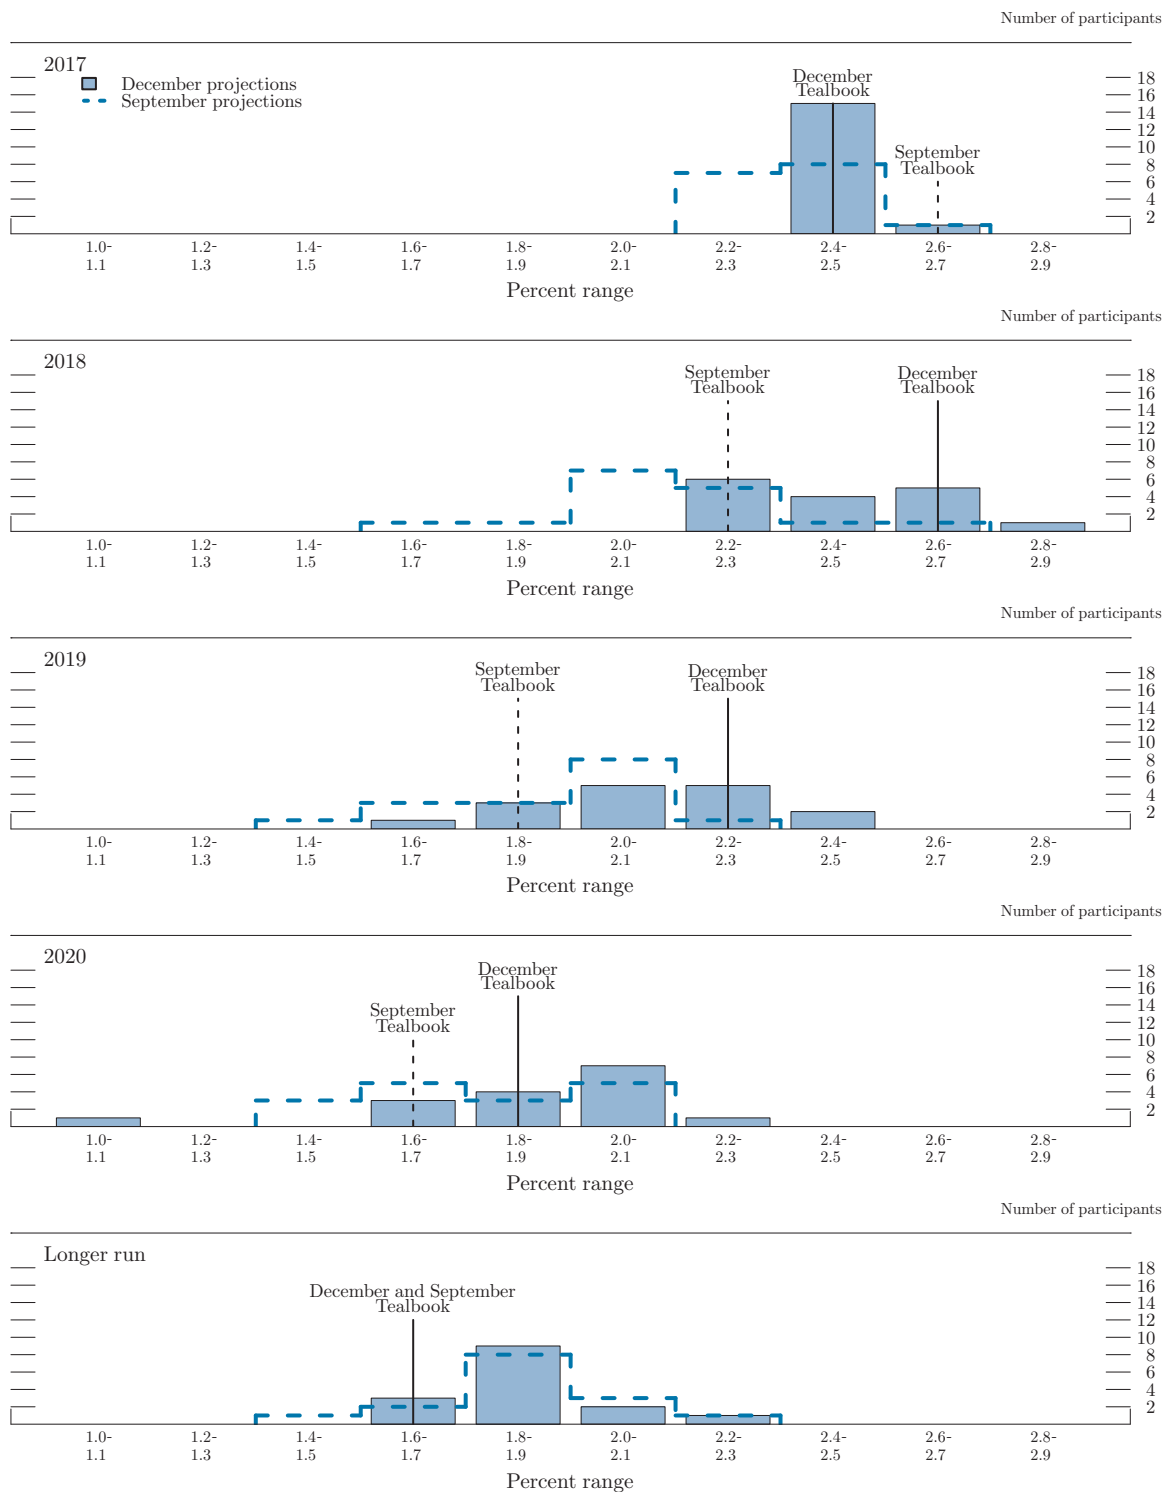 Number of participants
2017
December projections
September projections
December
Tealbook
September
Tealbook
18
16
14
12
10
8
6
4
2
1.0- 1.2- 1.4- 1.6- 1.8- 2.0- 2.2- 2.4- 2.6- 2.8-
1.1 1.3 1.5 1.7 1.9 2.1 2.3 2.5 2.7 2.9
Percent range
Number of participants
2018
September
Tealbook
December
Tealbook
18
16
14
12
10
8
6
4
2
1.0- 1.2- 1.4- 1.6- 1.8- 2.0- 2.2- 2.4- 2.6- 2.8-
1.1 1.3 1.5 1.7 1.9 2.1 2.3 2.5 2.7 2.9
Percent range
Number of participants
2019
September
Tealbook
December
Tealbook
18
16
14
12
10
8
6
4
2
1.0- 1.2- 1.4- 1.6- 1.8- 2.0- 2.2- 2.4- 2.6- 2.8-
1.1 1.3 1.5 1.7 1.9 2.1 2.3 2.5 2.7 2.9
Percent range
Number of participants
2020
December
Tealbook
September
Tealbook
18
16
14
12
10
8
6
4
2
1.0- 1.2- 1.4- 1.6- 1.8- 2.0- 2.2- 2.4- 2.6- 2.8-
1.1 1.3 1.5 1.7 1.9 2.1 2.3 2.5 2.7 2.9
Percent range
Number of participants
Longer run
December and September
Tealbook
18
16
14
12
10
8
6
4
2
1.0- 1.2- 1.4- 1.6- 1.8- 2.0- 2.2- 2.4- 2.6- 2.8-
1.1 1.3 1.5 1.7 1.9 2.1 2.3 2.5 2.7 2.9
Percent range